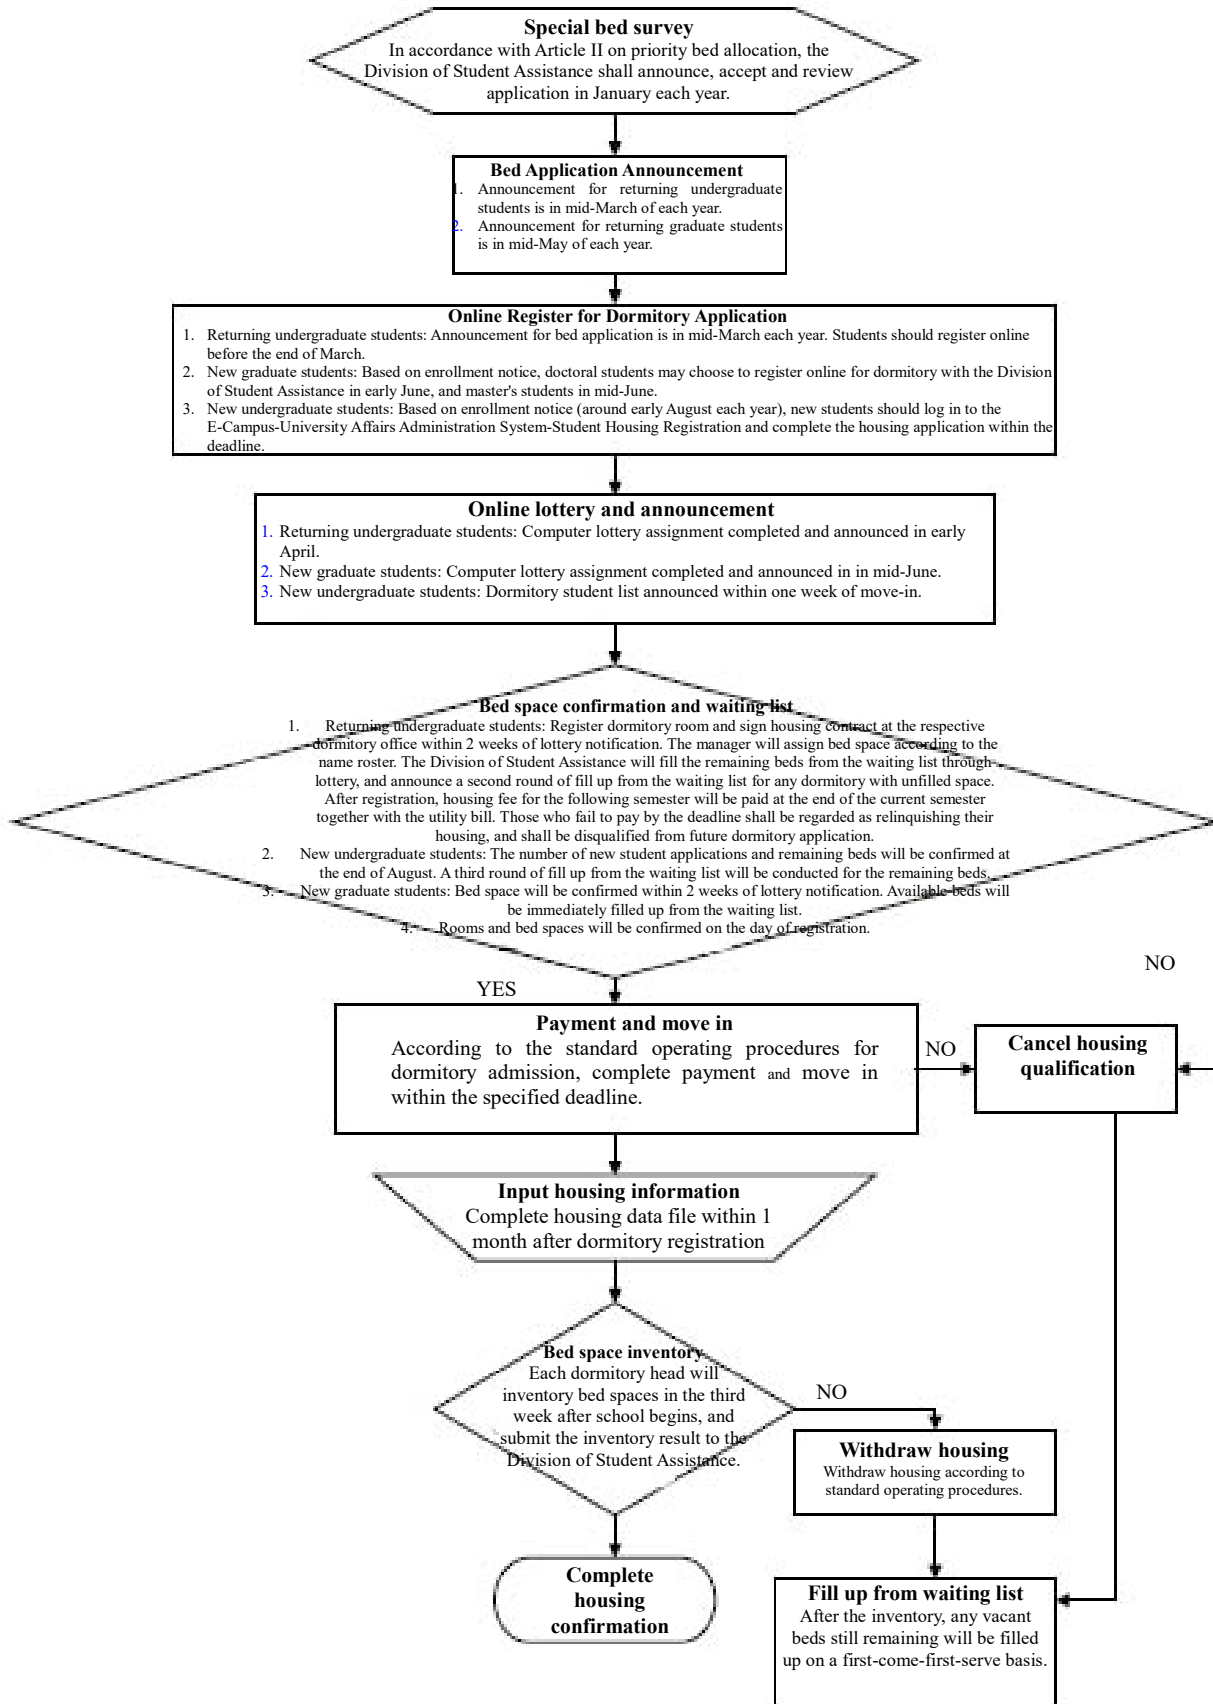 Special bed survey
In accordance with Article II on priority bed allocation, the
Division of Student Assistance shall announce, accept and review
application in January each year.
Bed Application Announcement
1. Announcement for returning undergraduate
students is in mid-March of each year.
2. Announcement for returning graduate students
is in mid-May of each year.
Online Register for Dormitory Application
1. Returning undergraduate students: Announcement for bed application is in mid-March each year. Students should register online
before the end of March.
2. New graduate students: Based on enrollment notice, doctoral students may choose to register online for dormitory with the Division
of Student Assistance in early June, and master's students in mid-June.
3. New undergraduate students: Based on enrollment notice (around early August each year), new students should log in to the
E-Campus-University Affairs Administration System-Student Housing Registration and complete the housing application within the
deadline.
Online lottery and announcement
1. Returning undergraduate students: Computer lottery assignment completed and announced in early
April.
2. New graduate students: Computer lottery assignment completed and announced in in mid-June.
3. New undergraduate students: Dormitory student list announced within one week of move-in.
Bed space confirmation and waiting list
1. Returning undergraduate students: Register dormitory room and sign housing contract at the respective
dormitory office within 2 weeks of lottery notification. The manager will assign bed space according to the
name roster. The Division of Student Assistance will fill the remaining beds from the waiting list through
lottery, and announce a second round of fill up from the waiting list for any dormitory with unfilled space.
After registration, housing fee for the following semester will be paid at the end of the current semester
together with the utility bill. Those who fail to pay by the deadline shall be regarded as relinquishing their
housing, and shall be disqualified from future dormitory application.
2. New undergraduate students: The number of new student applications and remaining beds will be confirmed at
the end of August. A third round of fill up from the waiting list will be conducted for the remaining beds.
3. New graduate students: Bed space will be confirmed within 2 weeks of lottery notification. Available beds will
be immediately filled up from the waiting list.
4. Rooms and bed spaces will be confirmed on the day of registration.
NO
YES
Payment and move in
According to the standard operating procedures for
dormitory admission, complete payment and move in
within the specified deadline.
NO
Cancel housing
qualification
Input housing information
Complete housing data file within 1
month after dormitory registration
Bed space inventory
Each dormitory head will
inventory bed spaces in the third
week after school begins, and
submit the inventory result to the
Division of Student Assistance.
NO
Withdraw housing
Withdraw housing according to
standard operating procedures.
Complete
housing
confirmation
Fill up from waiting list
After the inventory, any vacant
beds still remaining will be filled
up on a first-come-first-serve basis.